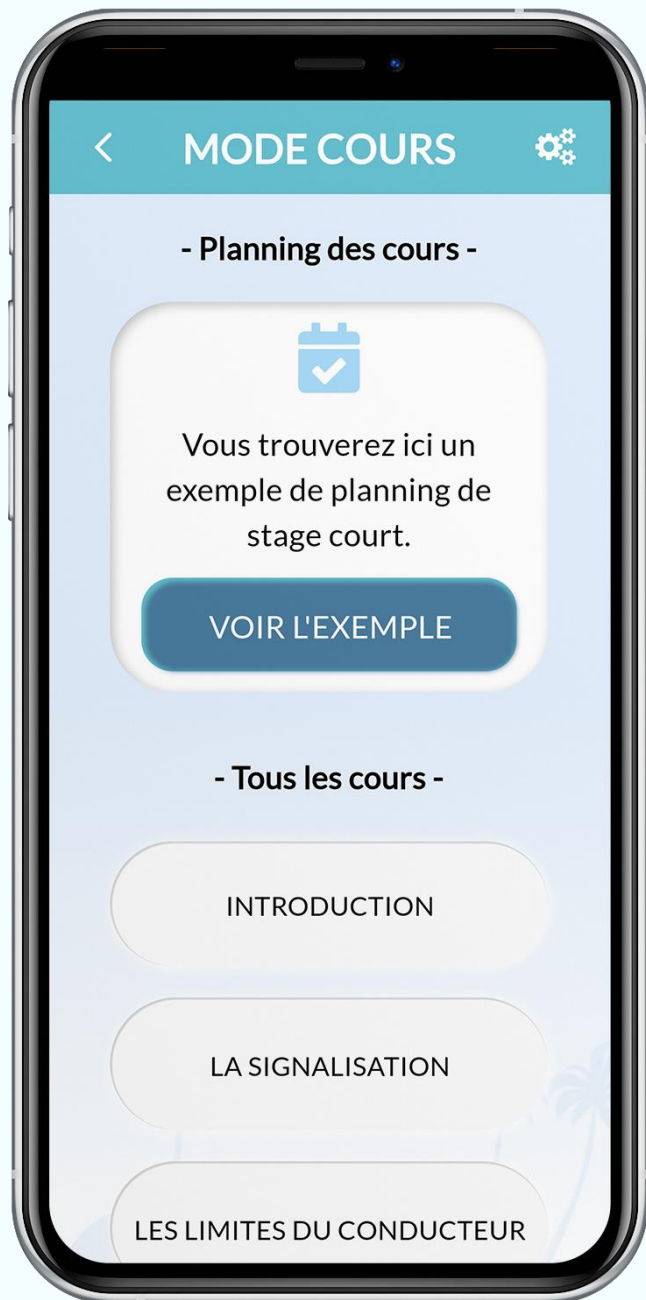 MODE COURS
- Planning des cours -
Vous trouverez ici un
exemple de planning de
stage court.
VOIR L'EXEMPLE
- Tous les cours -
INTRODUCTION
LA SIGNALISATION
LES LIMITES DU CONDUCTEUR